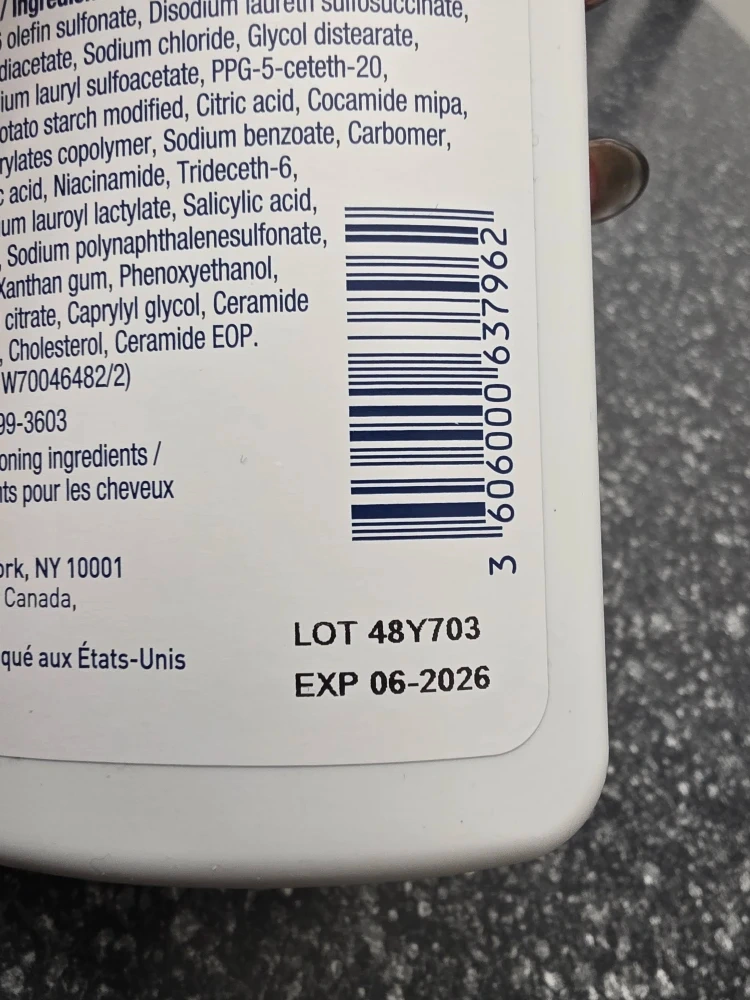 olefin sulfonate, Disodium laureth sulfosuccinate,
diacetate, Sodium chloride, Glycol distearate,
ium lauryl sulfoacetate, PPG-5-ceteth-20,
otato starch modified, Citric acid, Cocamide mipa,
rylates copolymer, Sodium benzoate, Carbomer,
c acid, Niacinamide, Trideceth-6,
um lauroyl lactylate, Salicylic acid,
, Sodium polynaphthalenesulfonate,
Xanthan gum, Phenoxyethanol,
citrate, Caprylyl glycol, Ceramide
, Cholesterol, Ceramide EOP.
W70046482/2)
99-3603
oning ingredients /
nts pour les cheveux
ork, NY 10001
Canada,
qué aux États-Unis
3 606000 637962
LOT 48Y703
EXP 06-2026